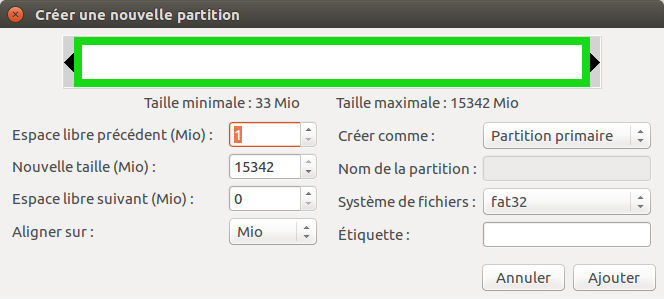 Créer une nouvelle partition
Taille minimale : 33 Mio Taille maximale : 15342 Mio
Espace libre précédent (Mio) : 1
Nouvelle taille (Mio) : 15342
Espace libre suivant (Mio) : 0
Aligner sur : Mio
Créer comme : Partition primaire
Nom de la partition :
Système de fichiers : fat32
Étiquette :
Annuler Ajouter